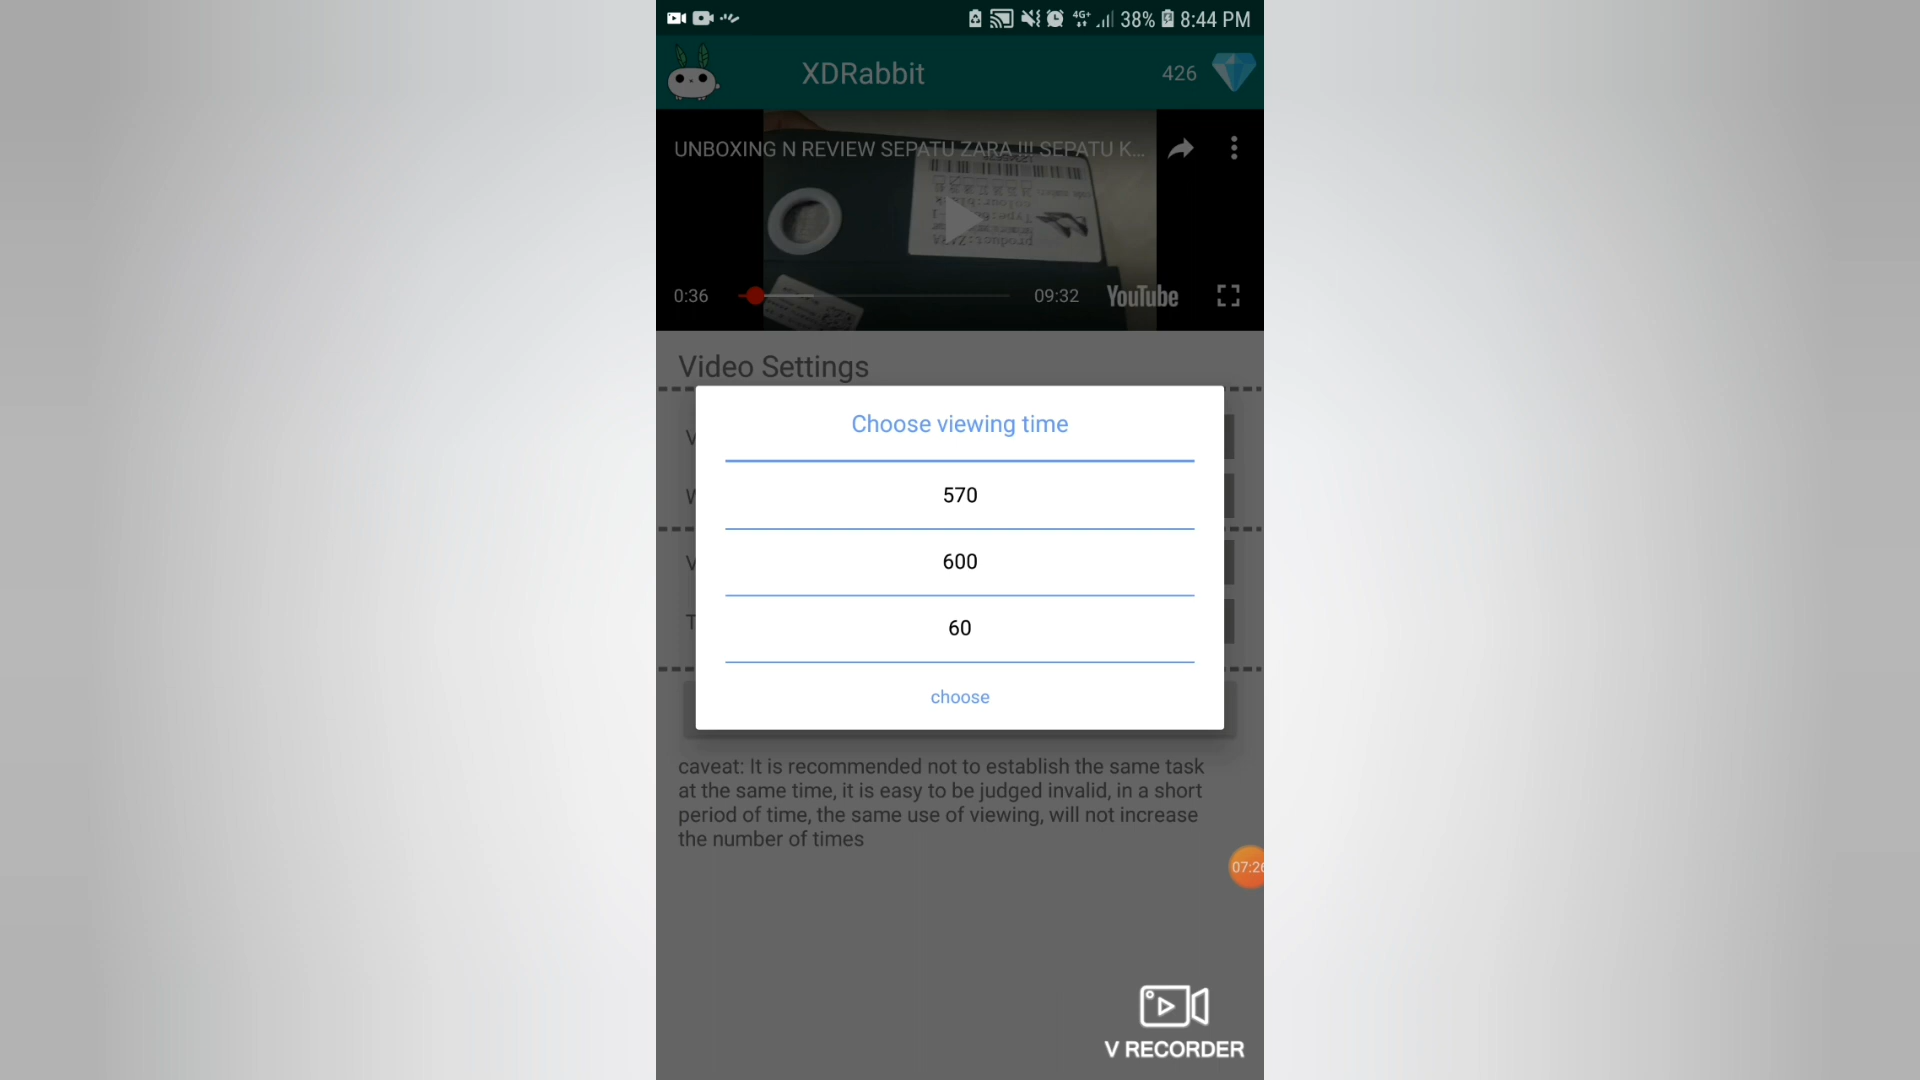 4G+ 38% 8:44 PM
XDRabbit 426
UNBOXING N REVIEW SEPATU ZARA !!! SEPATU K...
0:36 09:32 YouTube
Video Settings
Choose viewing time
570
600
60
choose
caveat: It is recommended not to establish the same task
at the same time, it is easy to be judged invalid, in a short
period of time, the same use of viewing, will not increase
the number of times
07:26
V RECORDER